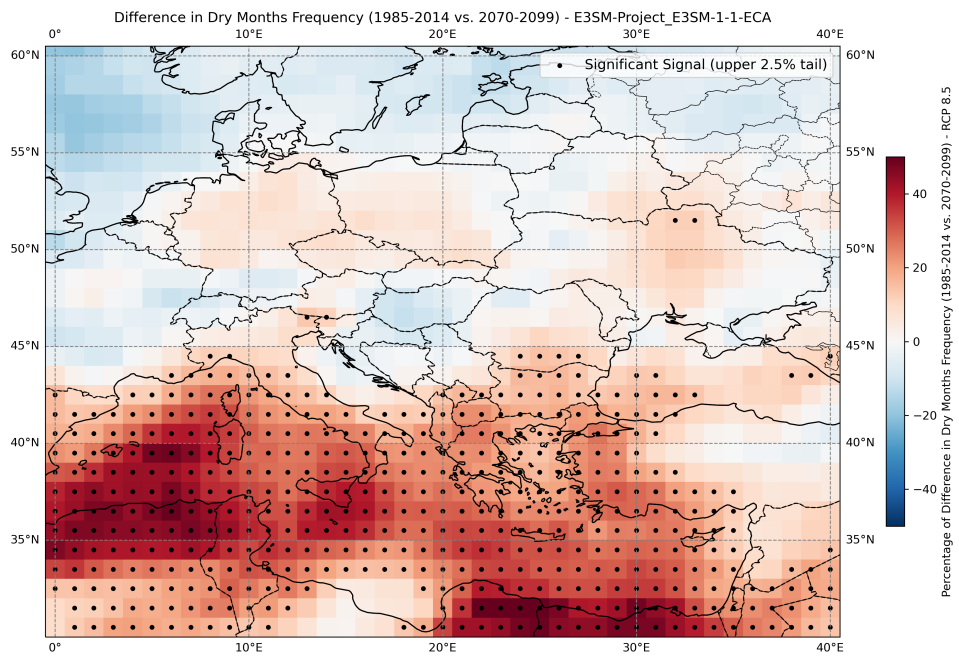 Difference in Dry Months Frequency (1985-2014 vs. 2070-2099) - E3SM-Project_E3SM-1-1-ECA
0° 10°E 20°E 30°E 40°E
60°N 60°N
Significant Signal (upper 2.5% tail)
55°N 55°N
50°N 50°N
45°N 45°N
40°N 40°N
35°N 35°N
0° 10°E 20°E 30°E 40°E
40
20
0
−20
−40
Percentage of Difference in Dry Months Frequency (1985-2014 vs. 2070-2099) - RCP 8.5